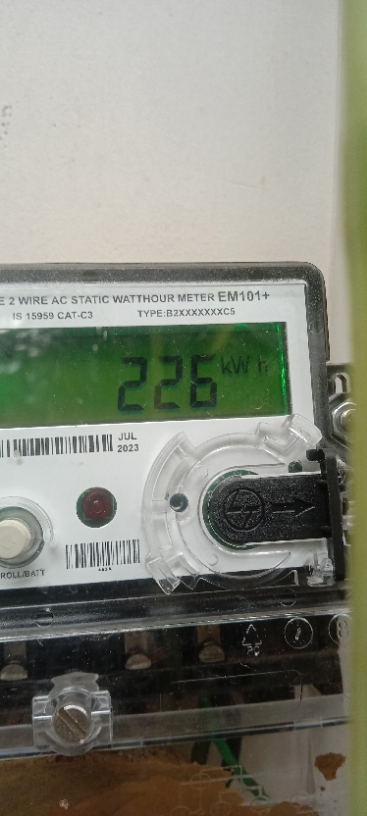 E 2 WIRE AC STATIC WATTHOUR METER EM101+
IS 15959 CAT-C3 TYPE:B2XXXXXXXC5
226 kWh
JUL
2023
ROLL/BATT